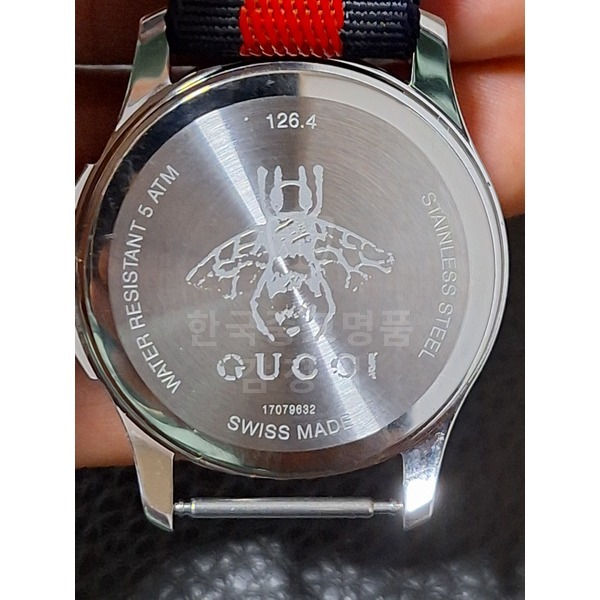 126.4
WATER RESISTANT 5 ATM
STAINLESS STEEL
GUCCI
17079632
SWISS MADE